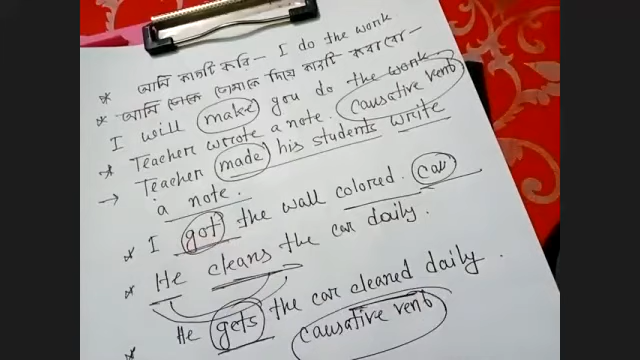 * আমি কাজটি করি – I do the work
* আমি তোকে তোমাকে দিয়ে কাজটি করাবো –
I will make you do the work
causative verb
* Teacher wrote a note.
→ Teacher made his students write
a note.
* I got the wall colored. cau
* He cleans the car daily.
He gets the car cleaned daily.
causative verb
*